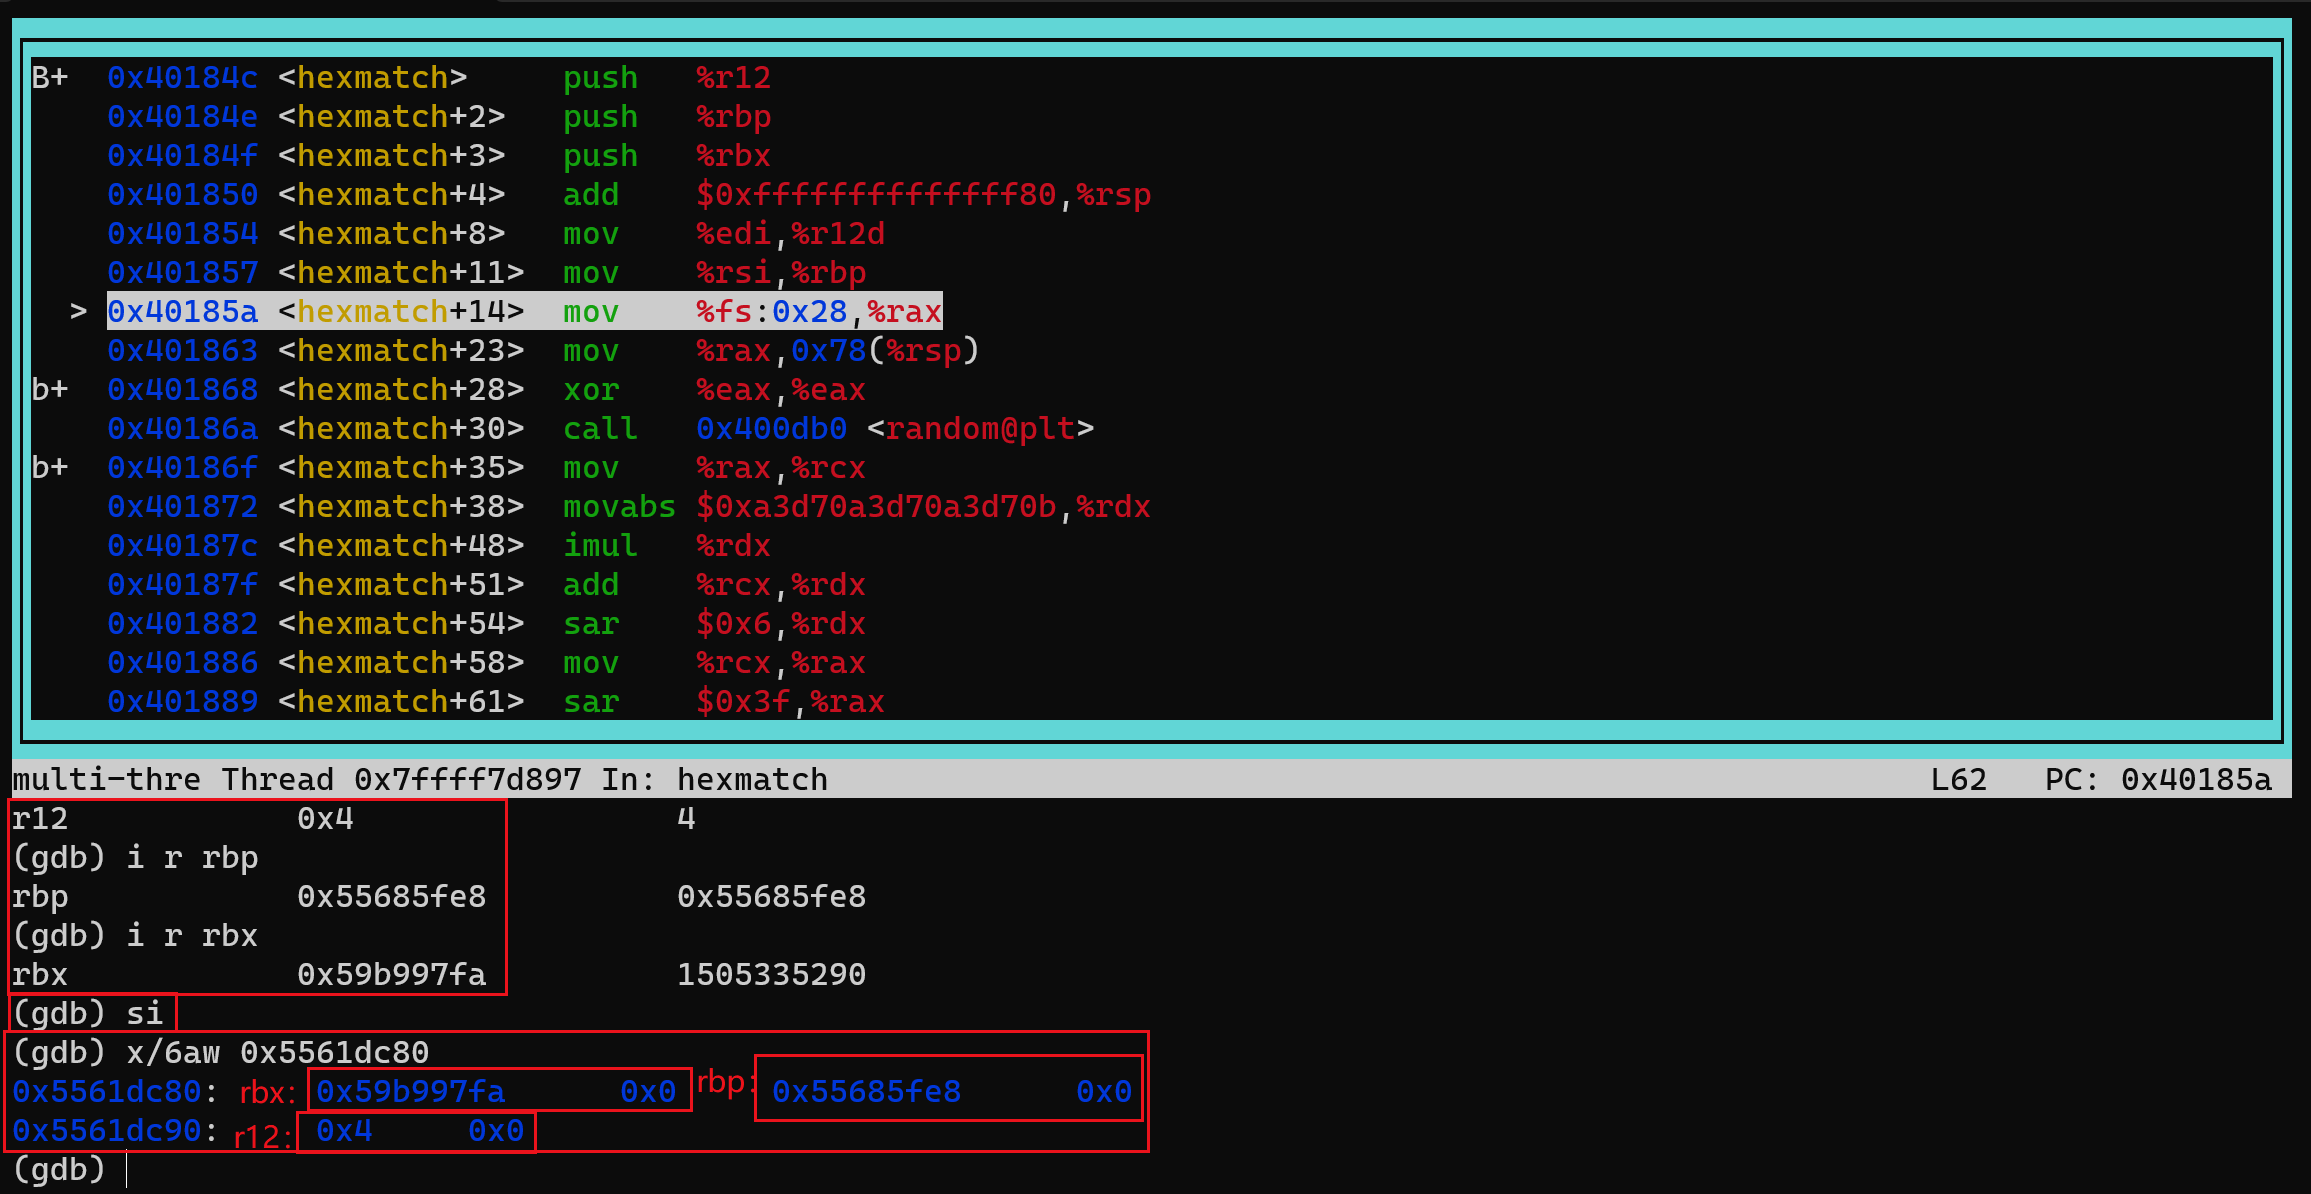 B+ 0x40184c <hexmatch> push %r12
0x40184e <hexmatch+2> push %rbp
0x40184f <hexmatch+3> push %rbx
0x401850 <hexmatch+4> add $0xffffffffffffff80,%rsp
0x401854 <hexmatch+8> mov %edi,%r12d
0x401857 <hexmatch+11> mov %rsi,%rbp
> 0x40185a <hexmatch+14> mov %fs:0x28,%rax
0x401863 <hexmatch+23> mov %rax,0x78(%rsp)
b+ 0x401868 <hexmatch+28> xor %eax,%eax
0x40186a <hexmatch+30> call 0x400db0 <random@plt>
b+ 0x40186f <hexmatch+35> mov %rax,%rcx
0x401872 <hexmatch+38> movabs $0xa3d70a3d70a3d70b,%rdx
0x40187c <hexmatch+48> imul %rdx
0x40187f <hexmatch+51> add %rcx,%rdx
0x401882 <hexmatch+54> sar $0x6,%rdx
0x401886 <hexmatch+58> mov %rcx,%rax
0x401889 <hexmatch+61> sar $0x3f,%rax
multi-thre Thread 0x7ffff7d897 In: hexmatch L62 PC: 0x40185a
r12 0x4 4
(gdb) i r rbp
rbp 0x55685fe8 0x55685fe8
(gdb) i r rbx
rbx 0x59b997fa 1505335290
(gdb) si
(gdb) x/6aw 0x5561dc80
0x5561dc80: rbx: 0x59b997fa 0x0 rbp: 0x55685fe8 0x0
0x5561dc90: r12: 0x4 0x0
(gdb)